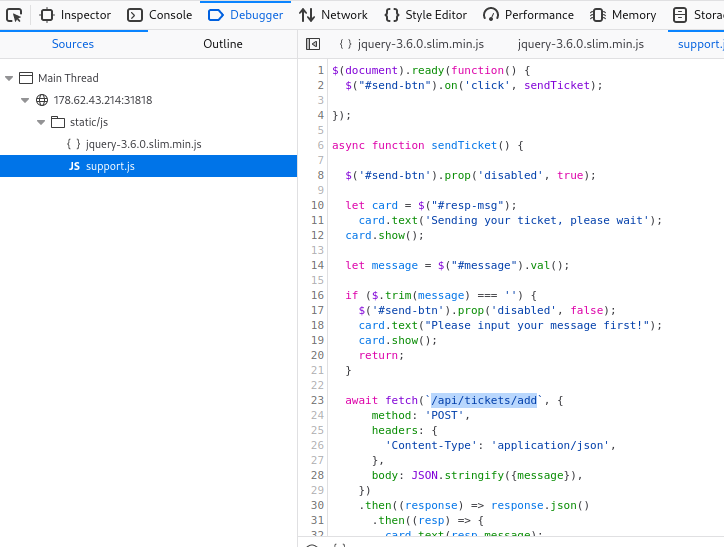 Inspector Console Debugger Network Style Editor Performance Memory Stora
Sources Outline { } jquery-3.6.0.slim.min.js jquery-3.6.0.slim.min.js support.j
Main Thread
178.62.43.214:31818
static/js
{ } jquery-3.6.0.slim.min.js
JS support.js
1 $(document).ready(function() {
2 $("#send-btn").on('click', sendTicket);
3
4 });
5
6 async function sendTicket() {
7
8 $('#send-btn').prop('disabled', true);
9
10 let card = $("#resp-msg");
11 card.text('Sending your ticket, please wait');
12 card.show();
13
14 let message = $("#message").val();
15
16 if ($.trim(message) === '') {
17 $('#send-btn').prop('disabled', false);
18 card.text("Please input your message first!");
19 card.show();
20 return;
21 }
22
23 await fetch(`/api/tickets/add`, {
24 method: 'POST',
25 headers: {
26 'Content-Type': 'application/json',
27 },
28 body: JSON.stringify({message}),
29 })
30 .then((response) => response.json()
31 .then((resp) => {
32 card.text(resp.message);